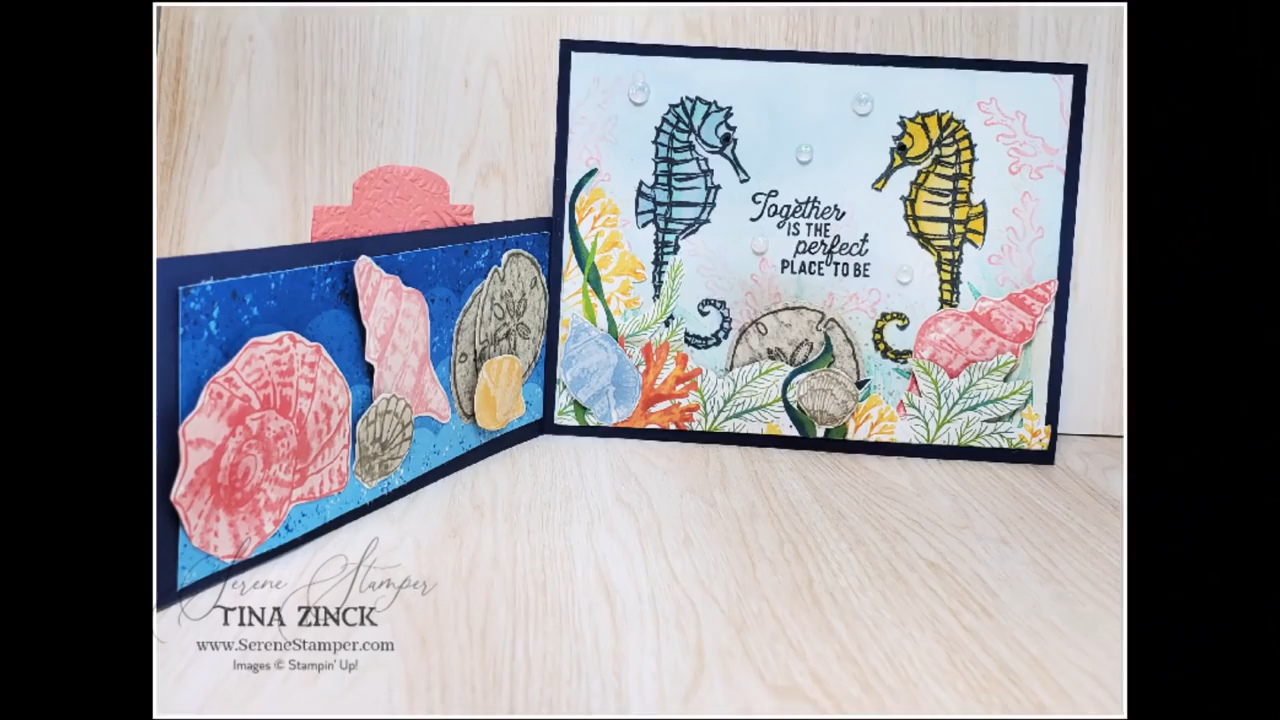 Together
IS THE
perfect
PLACE TO BE
Serene Stamper
TINA ZINCK
www.SereneStamper.com
Images © Stampin' Up!